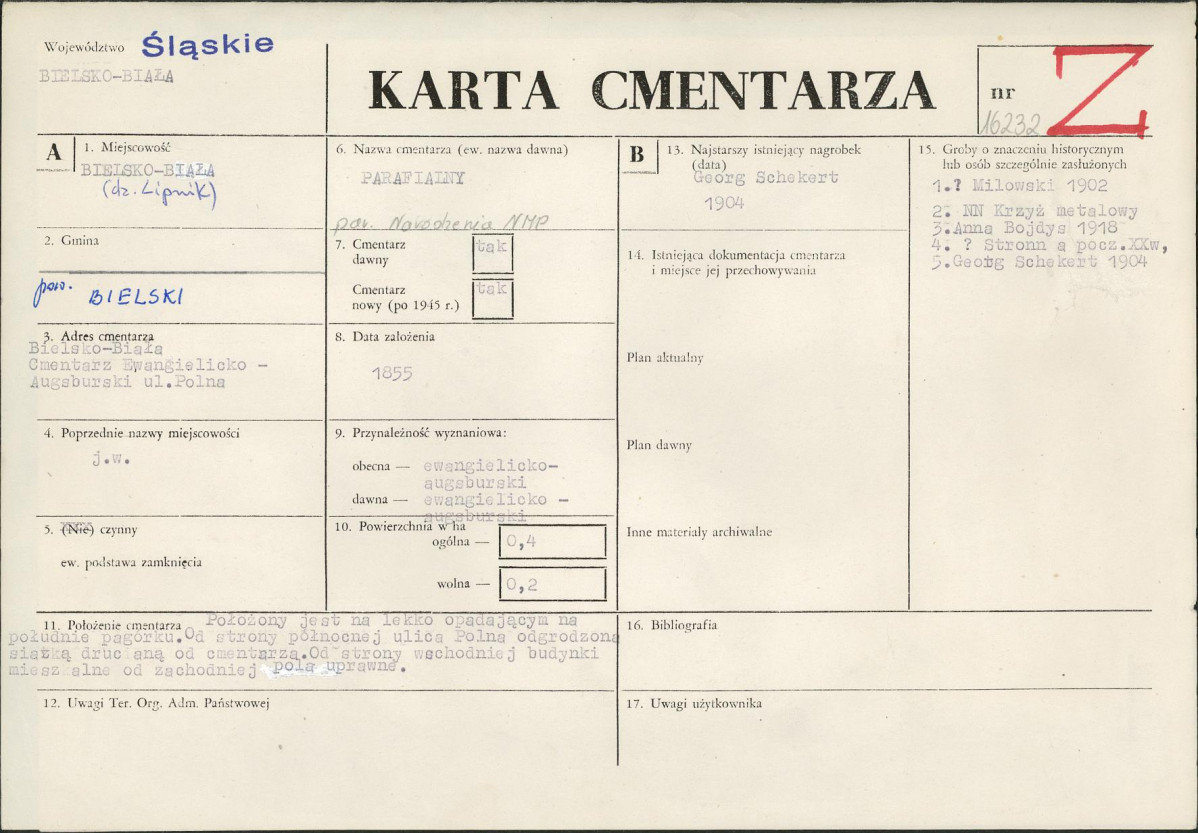 Województwo Śląskie
BIELSKO-BIAŁA
KARTA CMENTARZA
nr
16232
Z
A
1. Miejscowość
BIELSKO-BIAŁA
(dz. Lipnik)
2. Gmina
pow. BIELSKI
3. Adres cmentarza
Bielsko-Biała
Cmentarz Ewangielicko -
Augsburski ul.Polna
4. Poprzednie nazwy miejscowości
j.w.
5. (Nie) czynny
ew. podstawa zamknięcia
6. Nazwa cmentarza (ew. nazwa dawna)
PARAFIALNY
par. Narodzenia NMP
7. Cmentarz
dawny
tak
Cmentarz
nowy (po 1945 r.)
tak
8. Data założenia
1855
9. Przynależność wyznaniowa:
obecna — ewangielicko-
augsburski
dawna — ewangielicko -
augsburski
10. Powierzchnia w ha
ogólna — 0,4
wolna — 0,2
11. Położenie cmentarza Położony jest na lekko opadającym na
południe pagórku.Od strony północnej ulica Polna odgrodzona
siatką drucianą od cmentarza.Od strony wschodniej budynki
mieszkalne od zachodniej pola uprawne.
12. Uwagi Ter. Org. Adm. Państwowej
B
13. Najstarszy istniejący nagrobek
(data)
Georg Schekert
1904
14. Istniejąca dokumentacja cmentarza
i miejsce jej przechowywania
Plan aktualny
Plan dawny
Inne materiały archiwalne
15. Groby o znaczeniu historycznym
lub osób szczególnie zasłużonych
1.? Milowski 1902
2. NN Krzyż metalowy
3.Anna Bojdys 1918
4. ? Stronn a pocz.XXw,
5.Georg Schekert 1904
16. Bibliografia
17. Uwagi użytkownika